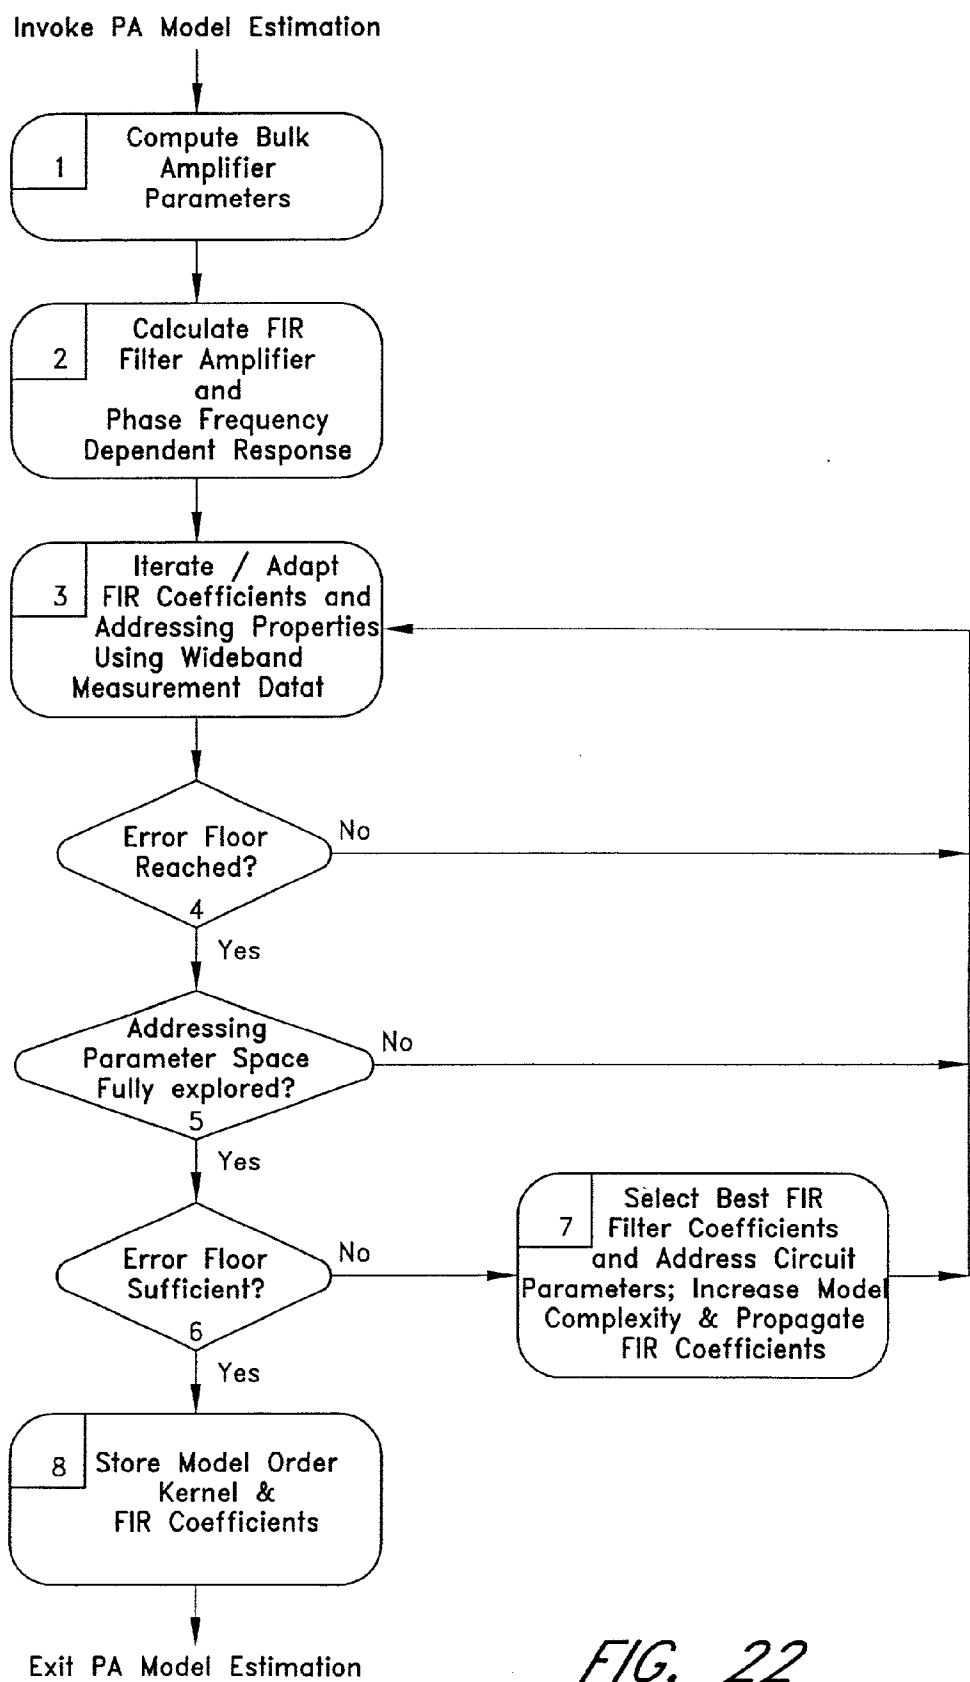 Invoke PA Model Estimation
1
Compute Bulk
Amplifier
Parameters
2
Calculate FIR
Filter Amplifier
and
Phase Frequency
Dependent Response
3
Iterate / Adapt
FIR Coefficients and
Addressing Properties
Using Wideband
Measurement Datat
Error Floor
Reached?
4
No
Yes
Addressing
Parameter Space
Fully explored?
5
No
Yes
Error Floor
Sufficient?
6
No
Yes
7
Select Best FIR
Filter Coefficients
and Address Circuit
Parameters; Increase Model
Complexity & Propagate
FIR Coefficients
8
Store Model Order
Kernel &
FIR Coefficients
Exit PA Model Estimation
FIG. 22